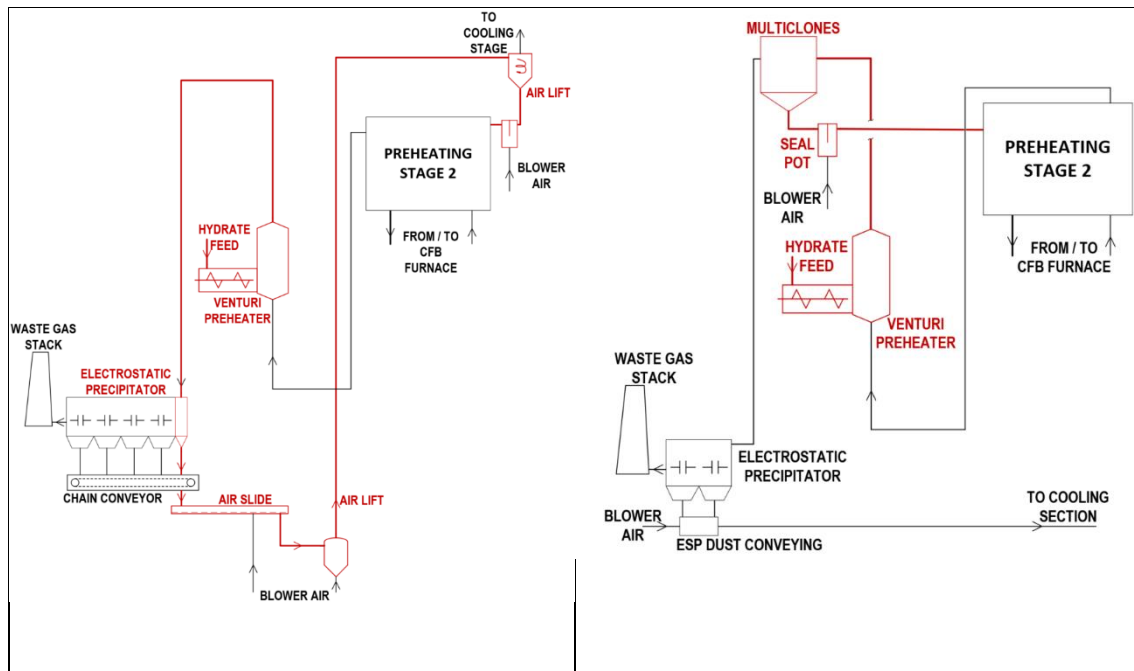 TO
COOLING
STAGE
AIR LIFT
PREHEATING
STAGE 2
BLOWER
AIR
FROM / TO
CFB
FURNACE
HYDRATE
FEED
VENTURI
PREHEATER
WASTE GAS
STACK
ELECTROSTATIC
PRECIPITATOR
CHAIN CONVEYOR
AIR SLIDE
AIR LIFT
BLOWER AIR
MULTICLONES
SEAL
POT
BLOWER
AIR
PREHEATING
STAGE 2
FROM / TO
CFB FURNACE
HYDRATE
FEED
VENTURI
PREHEATER
WASTE GAS
STACK
ELECTROSTATIC
PRECIPITATOR
BLOWER
AIR
ESP DUST CONVEYING
TO COOLING
SECTION